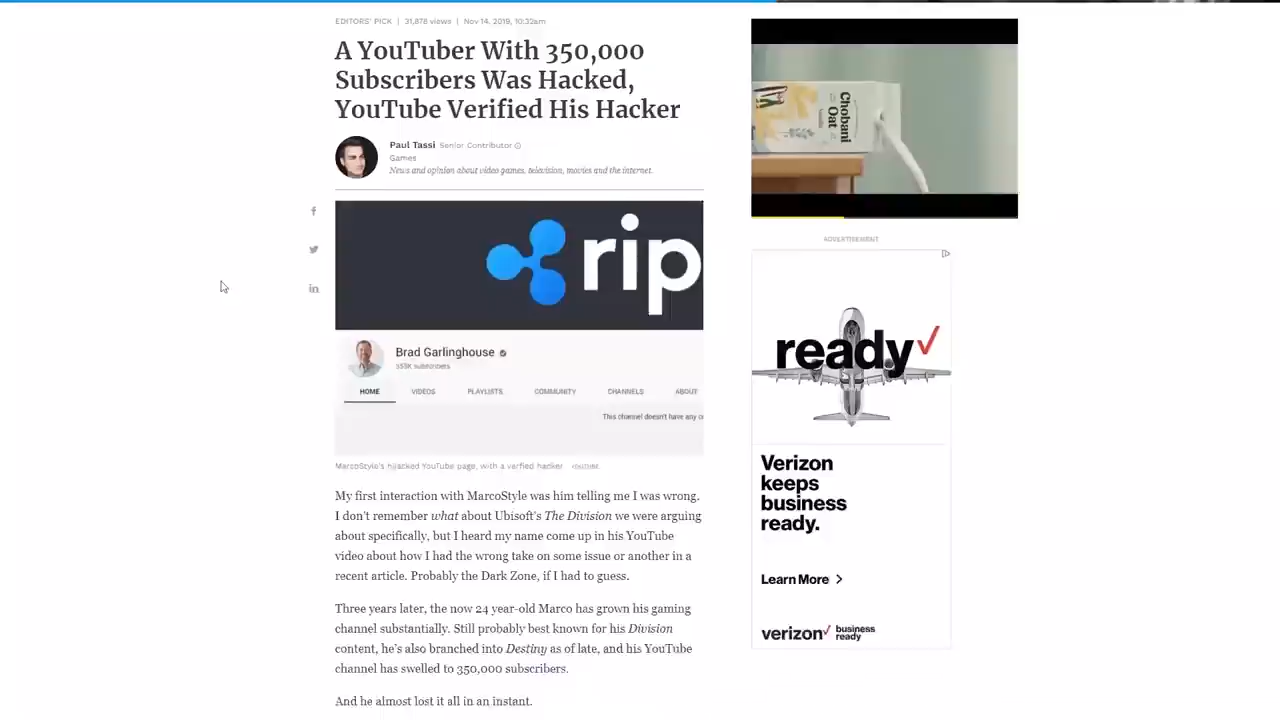 EDITORS' PICK | 31,878 views | Nov 14, 2019, 10:32am
A YouTuber With 350,000
Subscribers Was Hacked,
YouTube Verified His Hacker
Paul Tassi Senior Contributor
Games
News and opinion about video games, television, movies and the internet.
rip
Brad Garlinghouse
subscribers
HOME VIDEOS PLAYLISTS COMMUNITY CHANNELS ABOUT
This channel doesn't have any
MarcoStyle's hijacked YouTube page, with a verified hacker YOUTUBE
My first interaction with MarcoStyle was him telling me I was wrong.
I don't remember what about Ubisoft's The Division we were arguing
about specifically, but I heard my name come up in his YouTube
video about how I had the wrong take on some issue or another in a
recent article. Probably the Dark Zone, if I had to guess.
Three years later, the now 24 year-old Marco has grown his gaming
channel substantially. Still probably best known for his Division
content, he's also branched into Destiny as of late, and his YouTube
channel has swelled to 350,000 subscribers.
And he almost lost it all in an instant.
Chobani
Oat
ADVERTISEMENT
ready
Verizon
keeps
business
ready.
Learn More
verizon business
ready